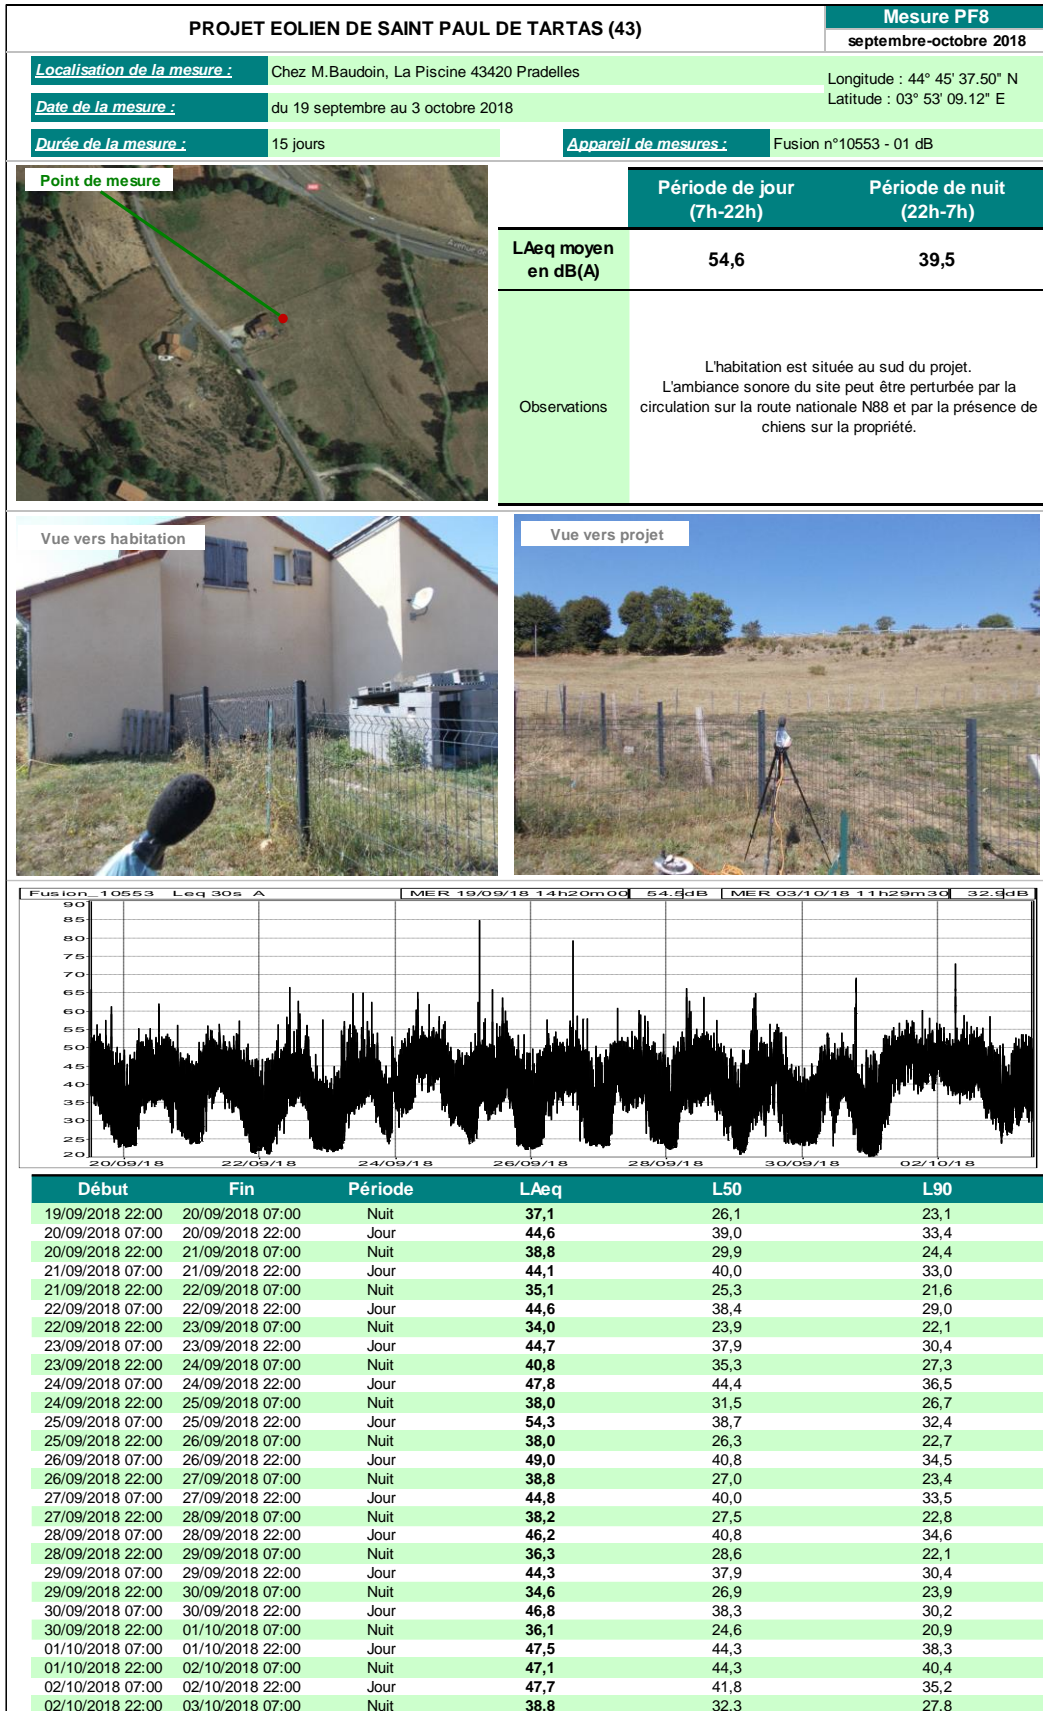 PROJET EOLIEN DE SAINT PAUL DE TARTAS (43)
Mesure PF8
septembre-octobre 2018
Localisation de la mesure :
Chez M.Baudoin, La Piscine 43420 Pradelles
Longitude : 44° 45' 37.50" N
Latitude : 03° 53' 09.12" E
Date de la mesure :
du 19 septembre au 3 octobre 2018
Durée de la mesure :
15 jours
Appareil de mesures :
Fusion n°10553 - 01 dB
Point de mesure
Période de jour
(7h-22h)
Période de nuit
(22h-7h)
LAeq moyen
en dB(A)
54,6
39,5
Observations
L'habitation est située au sud du projet.
L'ambiance sonore du site peut être perturbée par la
circulation sur la route nationale N88 et par la présence de
chiens sur la propriété.
Vue vers habitation
Vue vers projet
Fusion_10553 Leq 30s A
MER 19/09/18 14h20m00 54.5dB
MER 03/10/18 11h29m30 32.9dB
90
85
80
75
70
65
60
55
50
45
40
35
30
25
20
20/09/18 22/09/18 24/09/18 26/09/18 28/09/18 30/09/18 02/10/18
Début Fin Période LAeq L50 L90
19/09/2018 22:00 20/09/2018 07:00 Nuit 37,1 26,1 23,1
20/09/2018 07:00 20/09/2018 22:00 Jour 44,6 39,0 33,4
20/09/2018 22:00 21/09/2018 07:00 Nuit 38,8 29,9 24,4
21/09/2018 07:00 21/09/2018 22:00 Jour 44,1 40,0 33,0
21/09/2018 22:00 22/09/2018 07:00 Nuit 35,1 25,3 21,6
22/09/2018 07:00 22/09/2018 22:00 Jour 44,6 38,4 29,0
22/09/2018 22:00 23/09/2018 07:00 Nuit 34,0 23,9 22,1
23/09/2018 07:00 23/09/2018 22:00 Jour 44,7 37,9 30,4
23/09/2018 22:00 24/09/2018 07:00 Nuit 40,8 35,3 27,3
24/09/2018 07:00 24/09/2018 22:00 Jour 47,8 44,4 36,5
24/09/2018 22:00 25/09/2018 07:00 Nuit 38,0 31,5 26,7
25/09/2018 07:00 25/09/2018 22:00 Jour 54,3 38,7 32,4
25/09/2018 22:00 26/09/2018 07:00 Nuit 38,0 26,3 22,7
26/09/2018 07:00 26/09/2018 22:00 Jour 49,0 40,8 34,5
26/09/2018 22:00 27/09/2018 07:00 Nuit 38,8 27,0 23,4
27/09/2018 07:00 27/09/2018 22:00 Jour 44,8 40,0 33,5
27/09/2018 22:00 28/09/2018 07:00 Nuit 38,2 27,5 22,8
28/09/2018 07:00 28/09/2018 22:00 Jour 46,2 40,8 34,6
28/09/2018 22:00 29/09/2018 07:00 Nuit 36,3 28,6 22,1
29/09/2018 07:00 29/09/2018 22:00 Jour 44,3 37,9 30,4
29/09/2018 22:00 30/09/2018 07:00 Nuit 34,6 26,9 23,9
30/09/2018 07:00 30/09/2018 22:00 Jour 46,8 38,3 30,2
30/09/2018 22:00 01/10/2018 07:00 Nuit 36,1 24,6 20,9
01/10/2018 07:00 01/10/2018 22:00 Jour 47,5 44,3 38,3
01/10/2018 22:00 02/10/2018 07:00 Nuit 47,1 44,3 40,4
02/10/2018 07:00 02/10/2018 22:00 Jour 47,7 41,8 35,2
02/10/2018 22:00 03/10/2018 07:00 Nuit 38,8 32,3 27,8